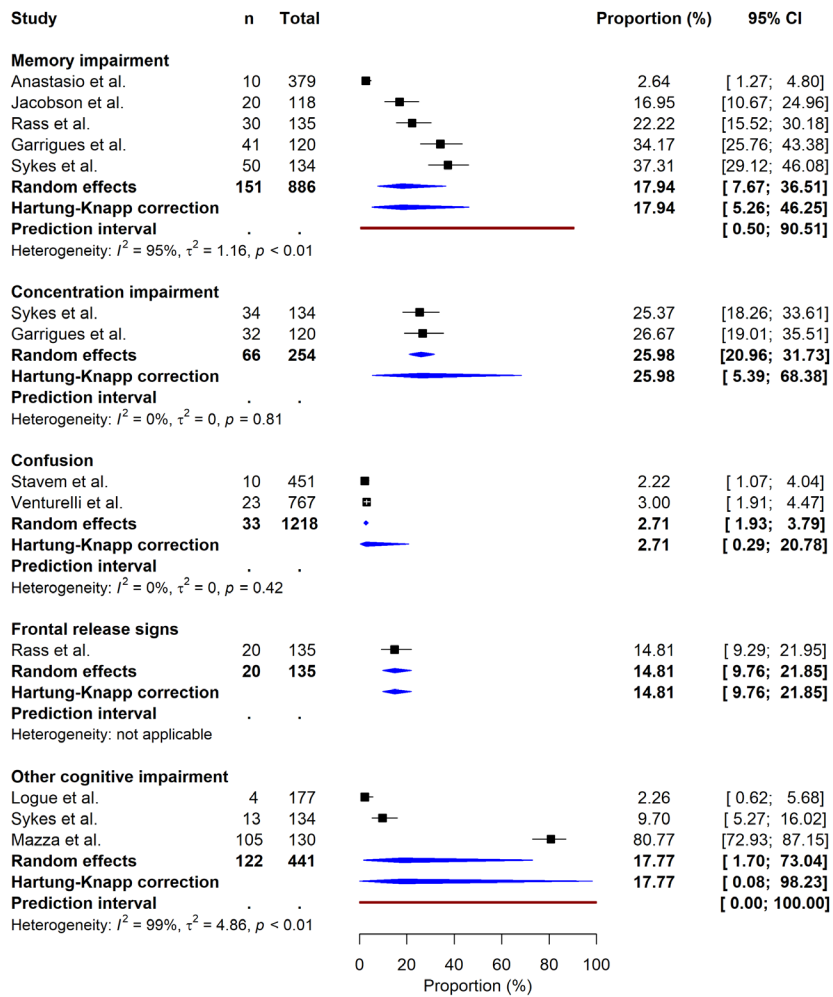 Study n Total Proportion (%) 95% CI
Memory impairment
Anastasio et al. 10 379 2.64 [ 1.27; 4.80]
Jacobson et al. 20 118 16.95 [10.67; 24.96]
Rass et al. 30 135 22.22 [15.52; 30.18]
Garrigues et al. 41 120 34.17 [25.76; 43.38]
Sykes et al. 50 134 37.31 [29.12; 46.08]
Random effects 151 886 17.94 [ 7.67; 36.51]
Hartung-Knapp correction 17.94 [ 5.26; 46.25]
Prediction interval . . [ 0.50; 90.51]
Heterogeneity: I² = 95%, τ² = 1.16, p < 0.01
Concentration impairment
Sykes et al. 34 134 25.37 [18.26; 33.61]
Garrigues et al. 32 120 26.67 [19.01; 35.51]
Random effects 66 254 25.98 [20.96; 31.73]
Hartung-Knapp correction 25.98 [ 5.39; 68.38]
Prediction interval . .
Heterogeneity: I² = 0%, τ² = 0, p = 0.81
Confusion
Stavem et al. 10 451 2.22 [ 1.07; 4.04]
Venturelli et al. 23 767 3.00 [ 1.91; 4.47]
Random effects 33 1218 2.71 [ 1.93; 3.79]
Hartung-Knapp correction 2.71 [ 0.29; 20.78]
Prediction interval . .
Heterogeneity: I² = 0%, τ² = 0, p = 0.42
Frontal release signs
Rass et al. 20 135 14.81 [ 9.29; 21.95]
Random effects 20 135 14.81 [ 9.76; 21.85]
Hartung-Knapp correction 14.81 [ 9.76; 21.85]
Prediction interval . .
Heterogeneity: not applicable
Other cognitive impairment
Logue et al. 4 177 2.26 [ 0.62; 5.68]
Sykes et al. 13 134 9.70 [ 5.27; 16.02]
Mazza et al. 105 130 80.77 [72.93; 87.15]
Random effects 122 441 17.77 [ 1.70; 73.04]
Hartung-Knapp correction 17.77 [ 0.08; 98.23]
Prediction interval . . [ 0.00; 100.00]
Heterogeneity: I² = 99%, τ² = 4.86, p < 0.01
0 20 40 60 80 100
Proportion (%)